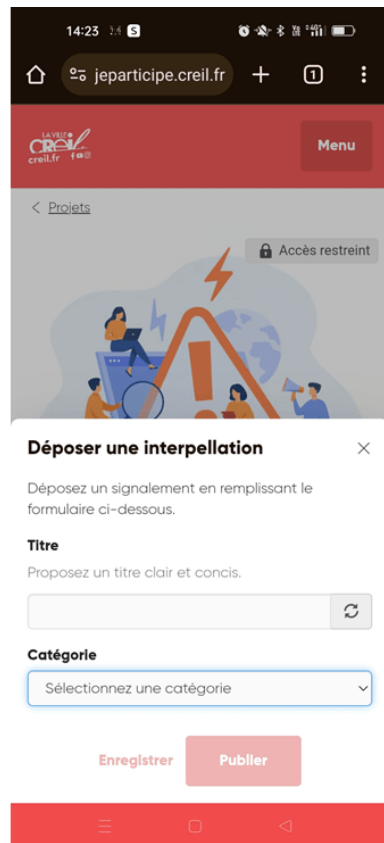 14:23
jeparticipe.creil.fr
1
LA VILLE
CREIL
creil.fr
Menu
< Projets
Accès restreint
Déposer une interpellation
Déposez un signalement en remplissant le
formulaire ci-dessous.
Titre
Proposez un titre clair et concis.
Catégorie
Sélectionnez une catégorie
Enregistrer
Publier